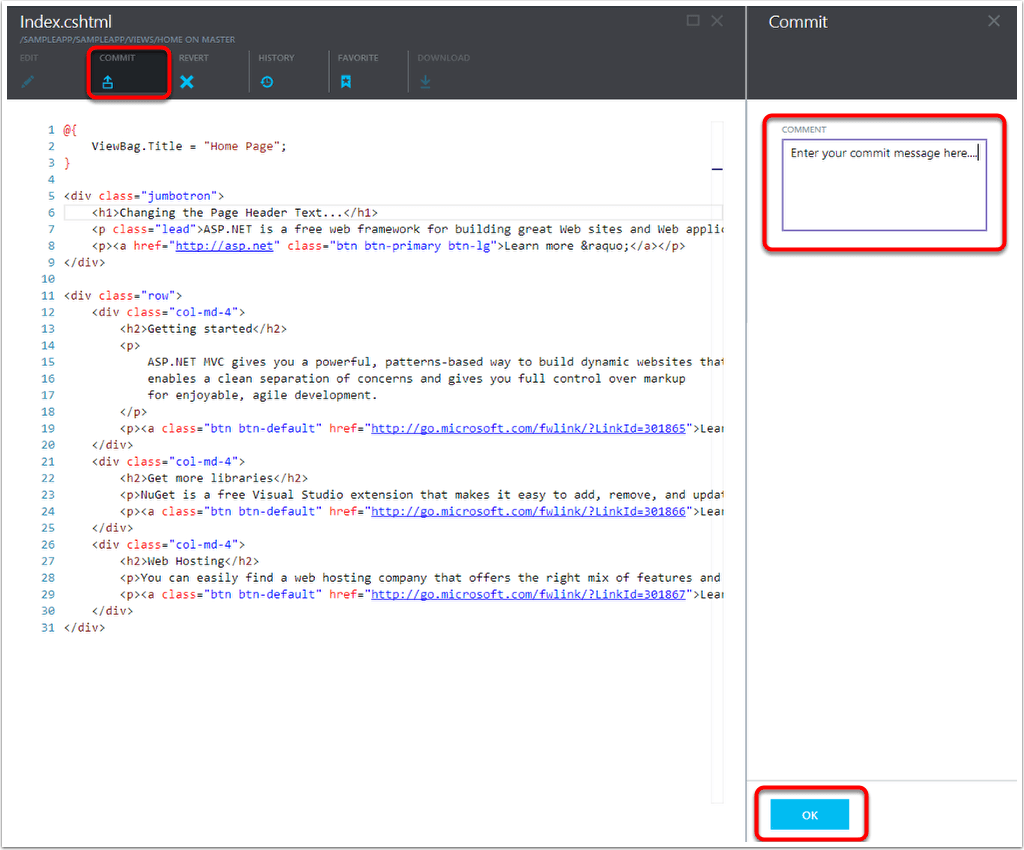 Index.cshtml
/SAMPLEAPP/SAMPLEAPP/VIEWS/HOME ON MASTER
EDIT COMMIT REVERT HISTORY FAVORITE DOWNLOAD
1 @{
2 ViewBag.Title = "Home Page";
3 }
4
5 <div class="jumbotron">
6 <h1>Changing the Page Header Text...</h1>
7 <p class="lead">ASP.NET is a free web framework for building great Web sites and Web applic
8 <p><a href="http://asp.net" class="btn btn-primary btn-lg">Learn more &raquo;</a></p>
9 </div>
10
11 <div class="row">
12 <div class="col-md-4">
13 <h2>Getting started</h2>
14 <p>
15 ASP.NET MVC gives you a powerful, patterns-based way to build dynamic websites that
16 enables a clean separation of concerns and gives you full control over markup
17 for enjoyable, agile development.
18 </p>
19 <p><a class="btn btn-default" href="http://go.microsoft.com/fwlink/?LinkId=301865">Lear
20 </div>
21 <div class="col-md-4">
22 <h2>Get more libraries</h2>
23 <p>NuGet is a free Visual Studio extension that makes it easy to add, remove, and updat
24 <p><a class="btn btn-default" href="http://go.microsoft.com/fwlink/?LinkId=301866">Lear
25 </div>
26 <div class="col-md-4">
27 <h2>Web Hosting</h2>
28 <p>You can easily find a web hosting company that offers the right mix of features and
29 <p><a class="btn btn-default" href="http://go.microsoft.com/fwlink/?LinkId=301867">Lear
30 </div>
31 </div>
Commit
COMMENT
Enter your commit message here....
OK